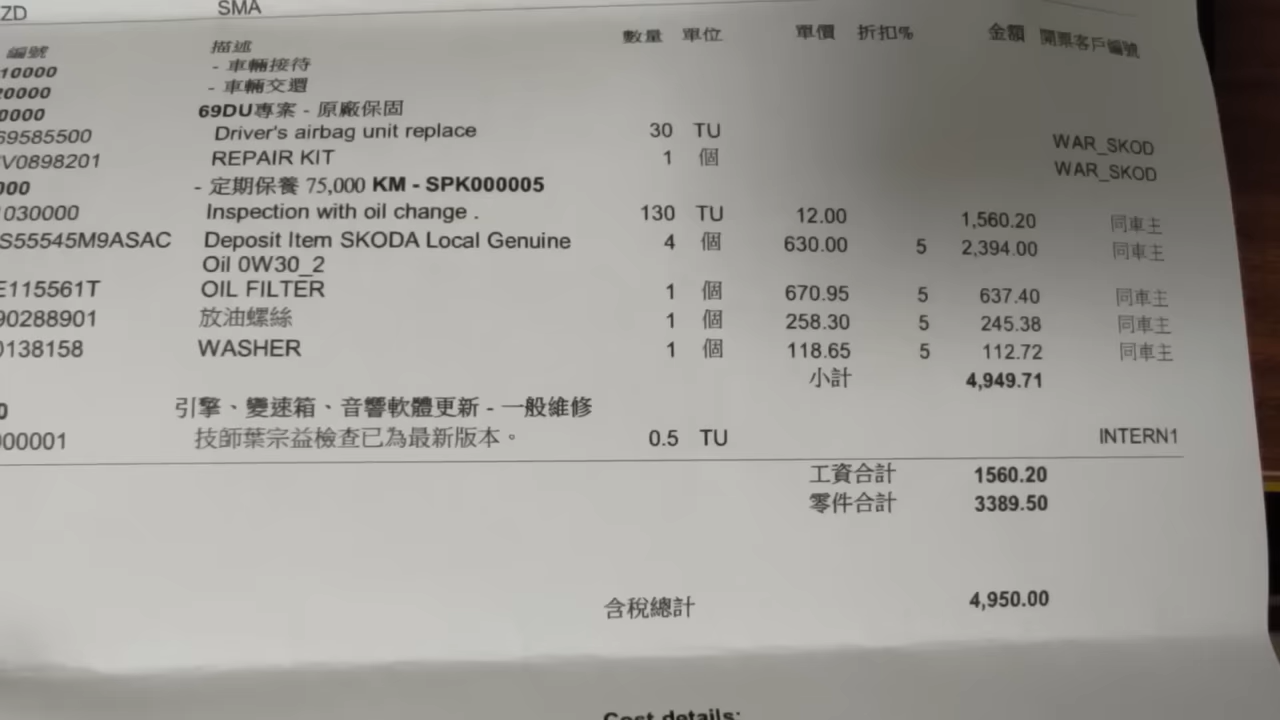 ZD SMA
編號 描述 數量 單位 單價 折扣% 金額 開票客戶編號
10000 - 車輛接待
20000 - 車輛交還
0000 69DU專案 - 原廠保固
69585500 Driver's airbag unit replace 30 TU WAR_SKOD
V0898201 REPAIR KIT 1 個 WAR_SKOD
000 - 定期保養 75,000 KM - SPK000005
1030000 Inspection with oil change . 130 TU 12.00 1,560.20 同車主
S55545M9ASAC Deposit Item SKODA Local Genuine 4 個 630.00 5 2,394.00 同車主
Oil 0W30_2
E115561T OIL FILTER 1 個 670.95 5 637.40 同車主
90288901 放油螺絲 1 個 258.30 5 245.38 同車主
0138158 WASHER 1 個 118.65 5 112.72 同車主
小計 4,949.71
0 引擎、變速箱、音響軟體更新 - 一般維修
000001 技師葉宗益檢查已為最新版本。 0.5 TU INTERN1
工資合計 1560.20
零件合計 3389.50
含稅總計 4,950.00
Cost details: